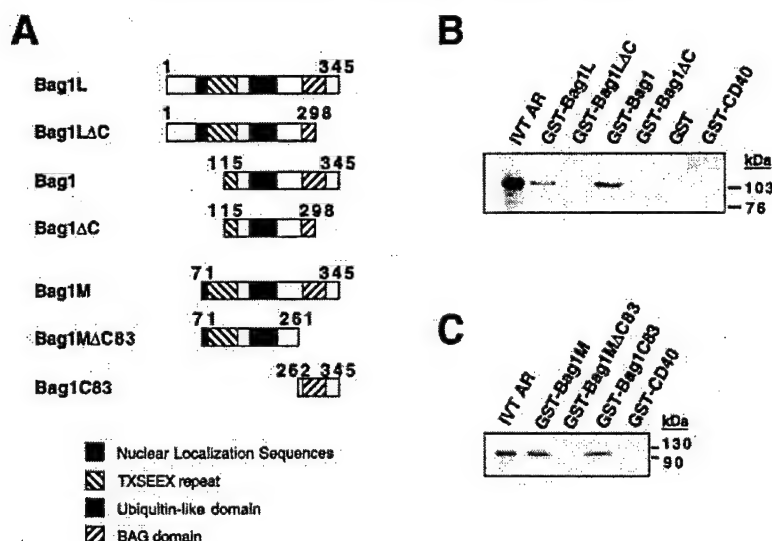 A
1 345
Bag1L
1 298
Bag1LΔC
115 345
Bag1
115 298
Bag1ΔC
71 345
Bag1M
71 261
Bag1MΔC83
262 345
Bag1C83
Nuclear Localization Sequences
TXSEEX repeat
Ubiquitin-like domain
BAG domain
B
IVT AR
GST-Bag1L
GST-Bag1LΔC
GST-Bag1
GST-Bag1ΔC
GST
GST-CD40
kDa
103
76
C
IVT AR
GST-Bag1M
GST-Bag1MΔC83
GST-Bag1C83
GST-CD40
kDa
130
90